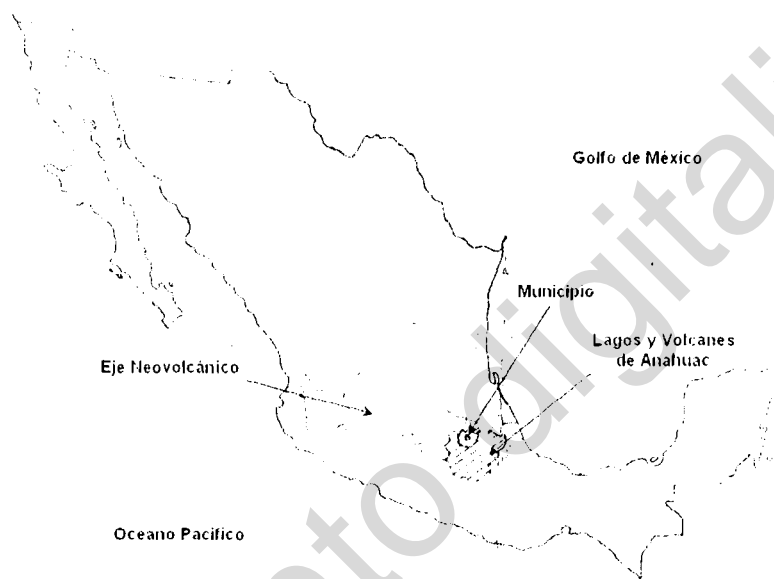 Golfo de México
Municipio
Lagos y Volcanes
de Anahuac
Eje Neovolcánico
Oceano Pacifico